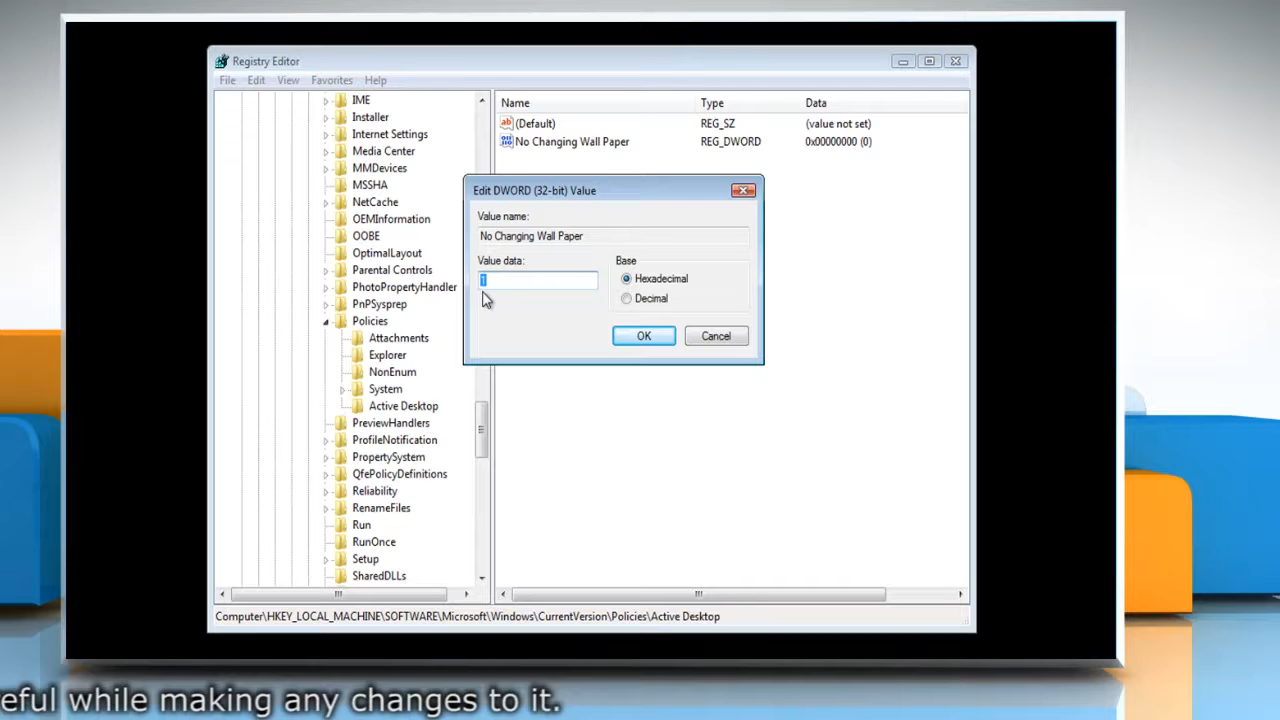 Registry Editor
File Edit View Favorites Help
IME
Installer
Internet Settings
Media Center
MMDevices
MSSHA
NetCache
OEMInformation
OOBE
OptimalLayout
Parental Controls
PhotoPropertyHandler
PnPSysprep
Policies
Attachments
Explorer
NonEnum
System
Active Desktop
PreviewHandlers
ProfileNotification
PropertySystem
QfePolicyDefinitions
Reliability
RenameFiles
Run
RunOnce
Setup
SharedDLLs
Name Type Data
(Default) REG_SZ (value not set)
No Changing Wall Paper REG_DWORD 0x00000000 (0)
Edit DWORD (32-bit) Value
Value name:
No Changing Wall Paper
Value data:
1
Base
Hexadecimal
Decimal
OK Cancel
Computer\HKEY_LOCAL_MACHINE\SOFTWARE\Microsoft\Windows\CurrentVersion\Policies\Active Desktop
eful while making any changes to it.